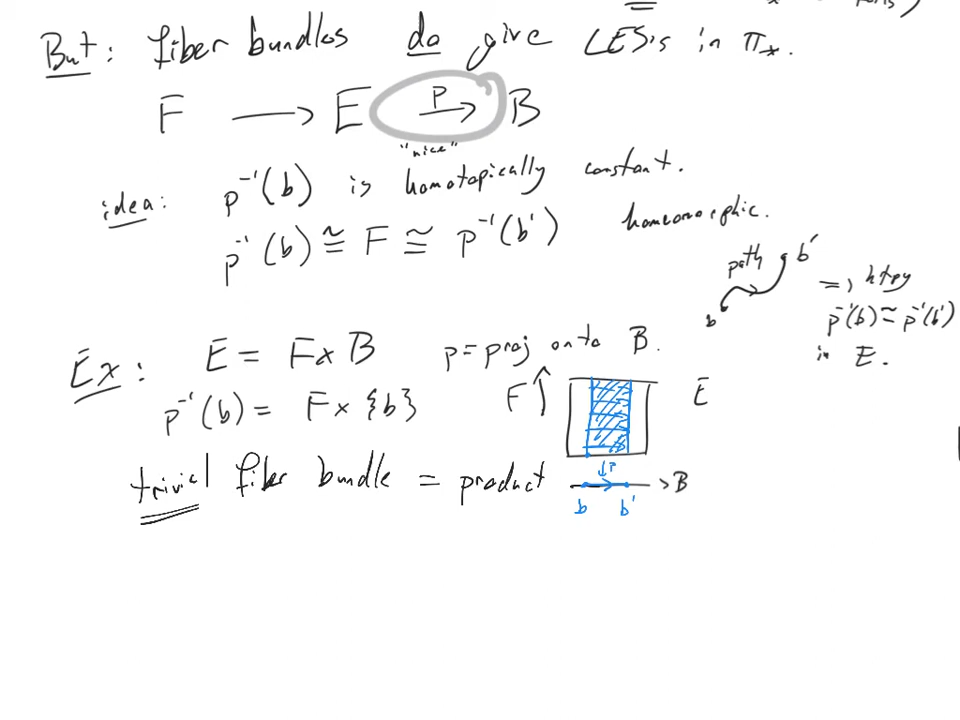 But: fiber bundles do give LES's in π_*.
F ⟶ E P→ B
"nice"
idea: p⁻¹(b) is homotopically constant.
p⁻¹(b) ≅ F ≅ p⁻¹(b') homeomorphic.
path b'
b
=> htpy
p⁻¹(b) ≃ p⁻¹(b')
in E.
Ex: E = F x B p = proj onto B.
p⁻¹(b) = F x {b} F ↑ E
trivial fiber bundle = product ↓P → B
b b'